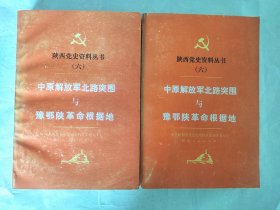 陕西党史资料丛书
（六）
中原解放军北路突围
与
豫鄂陕革命根据地
陕西党史资料丛书
（六）
中原解放军北路突围
与
豫鄂陕革命根据地